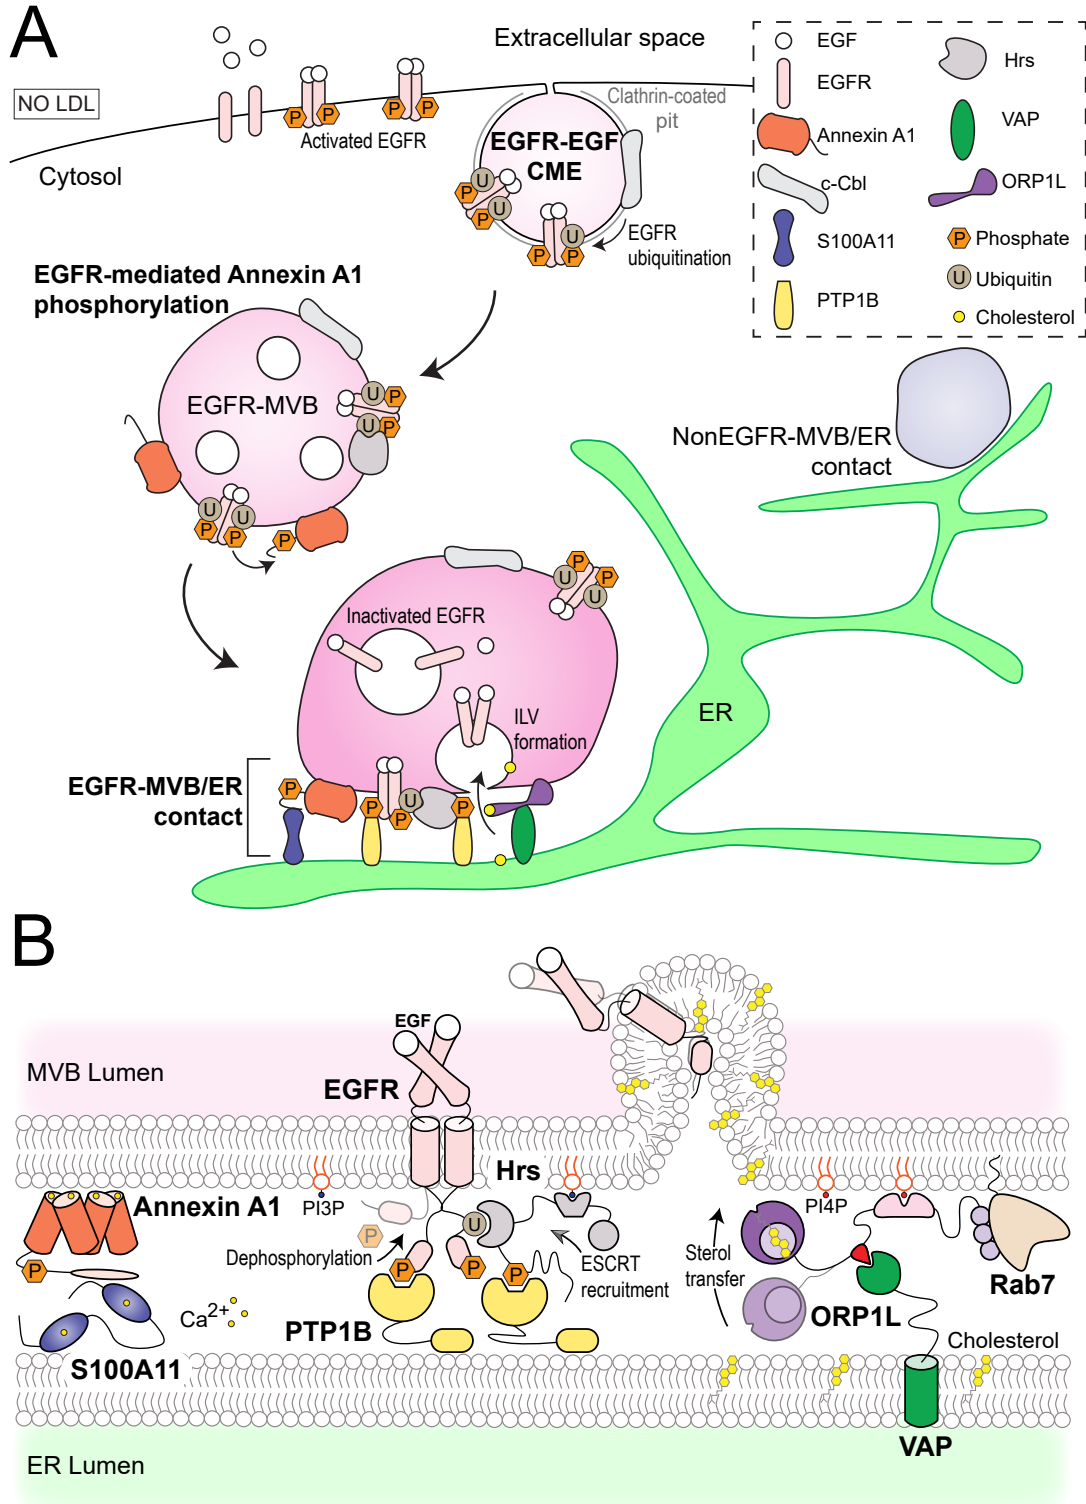 A
Extracellular space
NO LDL
Cytosol
P
P
P
P
Activated EGFR
Clathrin-coated
pit
EGFR-EGF
CME
U
P
U
P
U
P
P
EGFR
ubiquitination
EGF
EGFR
Annexin A1
c-Cbl
S100A11
PTP1B
Hrs
VAP
ORP1L
P Phosphate
U Ubiquitin
Cholesterol
EGFR-mediated Annexin A1
phosphorylation
EGFR-MVB
U
P
U
P
U
U
P
P
P
NonEGFR-MVB/ER
contact
P
U
P
U
Inactivated EGFR
ILV
formation
ER
EGFR-MVB/ER
contact
P
P
U
P
P
B
MVB Lumen
EGF
EGFR
Hrs
Annexin A1
PI3P
PI4P
P
P
Dephosphorylation
U
P
P
P
ESCRT
recruitment
Sterol
transfer
Rab7
Ca2+
PTP1B
ORP1L
S100A11
Cholesterol
VAP
ER Lumen